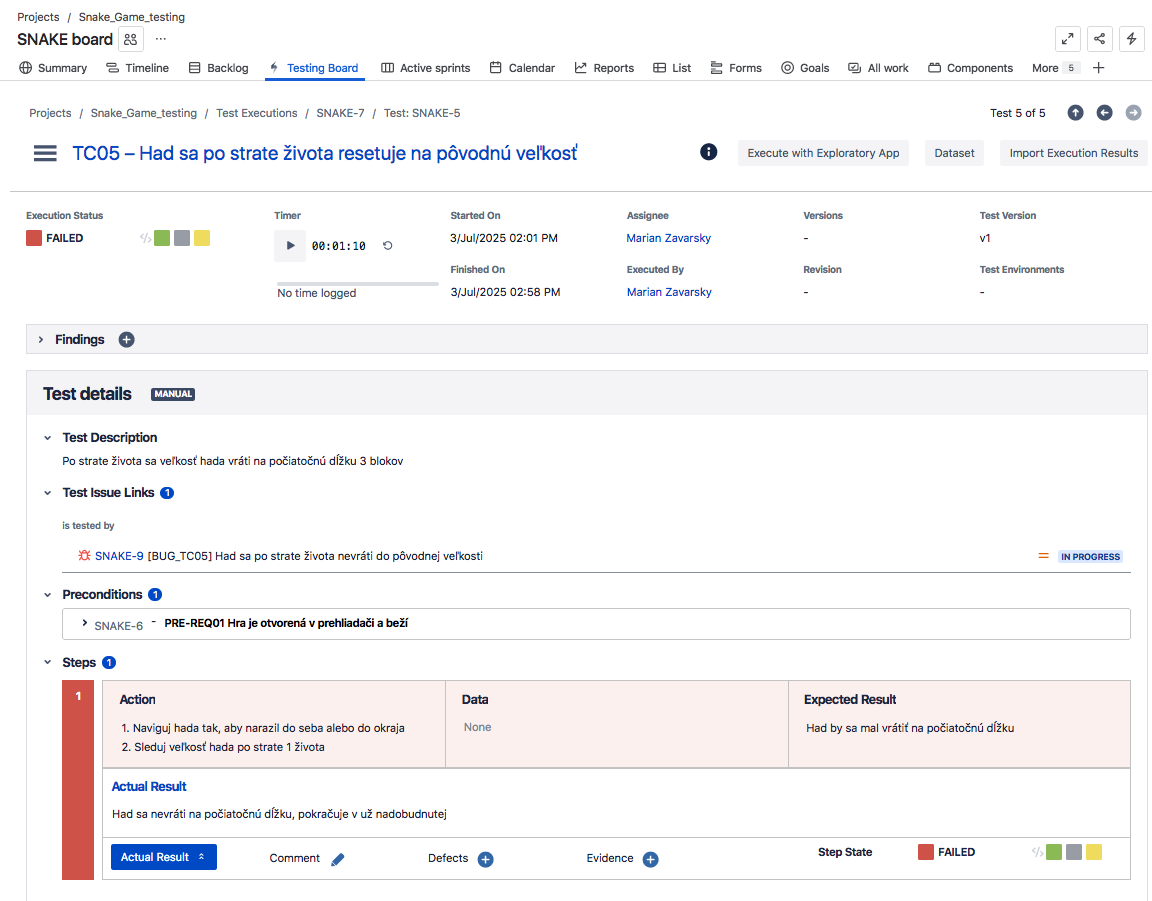 Projects / Snake_Game_testing
SNAKE board
Summary Timeline Backlog Testing Board Active sprints Calendar Reports List Forms Goals All work Components More 5
Projects / Snake_Game_testing / Test Executions / SNAKE-7 / Test: SNAKE-5
Test 5 of 5
TC05 – Had sa po strate života resetuje na pôvodnú veľkosť
Execute with Exploratory App Dataset Import Execution Results
Execution Status Timer Started On Assignee Versions Test Version
FAILED 00:01:10 3/Jul/2025 02:01 PM Marian Zavarsky - v1
Finished On Executed By Revision Test Environments
No time logged 3/Jul/2025 02:58 PM Marian Zavarsky - -
Findings
Test details MANUAL
Test Description
Po strate života sa veľkosť hada vráti na počiatočnú dĺžku 3 blokov
Test Issue Links 1
is tested by
SNAKE-9 [BUG_TC05] Had sa po strate života nevráti do pôvodnej veľkosti IN PROGRESS
Preconditions 1
SNAKE-6 - PRE-REQ01 Hra je otvorená v prehliadači a beží
Steps 1
1 Action Data Expected Result
1. Naviguj hada tak, aby narazil do seba alebo do okraja None Had by sa mal vrátiť na počiatočnú dĺžku
2. Sleduj veľkosť hada po strate 1 života
Actual Result
Had sa nevráti na počiatočnú dĺžku, pokračuje v už nadobudnutej
Actual Result Comment Defects Evidence Step State FAILED